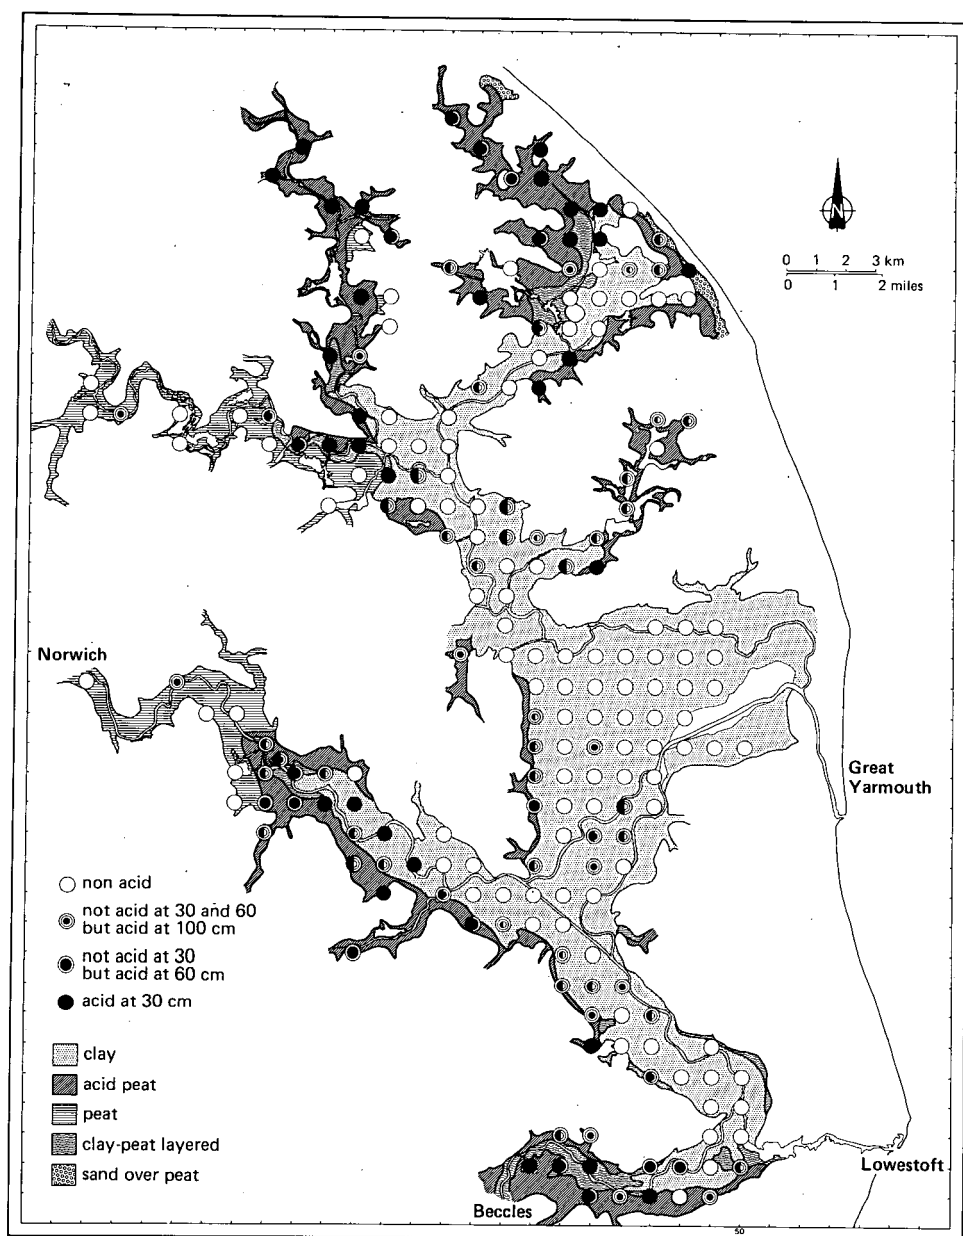 N
0 1 2 3 km
0 1 2 miles
Norwich
Great
Yarmouth
non acid
not acid at 30 and 60
but acid at 100 cm
not acid at 30
but acid at 60 cm
acid at 30 cm
clay
acid peat
peat
clay-peat layered
sand over peat
Lowestoft
Beccles
50